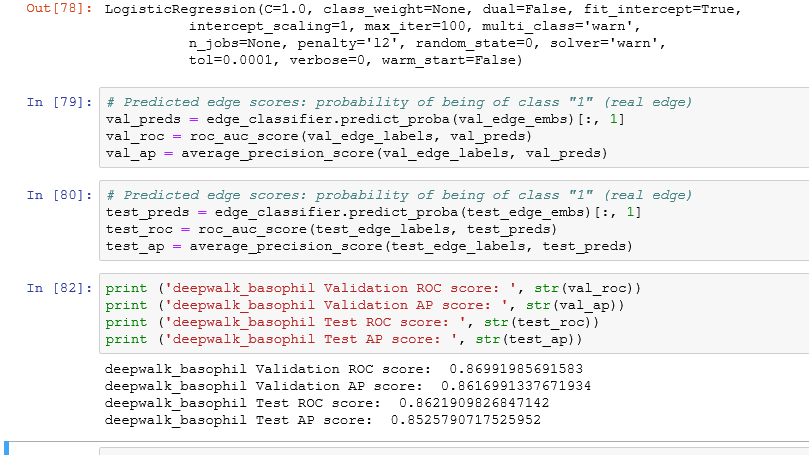 Out[78]: LogisticRegression(C=1.0, class_weight=None, dual=False, fit_intercept=True,
intercept_scaling=1, max_iter=100, multi_class='warn',
n_jobs=None, penalty='l2', random_state=0, solver='warn',
tol=0.0001, verbose=0, warm_start=False)
In [79]: # Predicted edge scores: probability of being of class "1" (real edge)
val_preds = edge_classifier.predict_proba(val_edge_embs)[:, 1]
val_roc = roc_auc_score(val_edge_labels, val_preds)
val_ap = average_precision_score(val_edge_labels, val_preds)
In [80]: # Predicted edge scores: probability of being of class "1" (real edge)
test_preds = edge_classifier.predict_proba(test_edge_embs)[:, 1]
test_roc = roc_auc_score(test_edge_labels, test_preds)
test_ap = average_precision_score(test_edge_labels, test_preds)
In [82]: print ('deepwalk_basophil Validation ROC score: ', str(val_roc))
print ('deepwalk_basophil Validation AP score: ', str(val_ap))
print ('deepwalk_basophil Test ROC score: ', str(test_roc))
print ('deepwalk_basophil Test AP score: ', str(test_ap))
deepwalk_basophil Validation ROC score:  0.86991985691583
deepwalk_basophil Validation AP score:  0.8616991337671934
deepwalk_basophil Test ROC score:  0.8621909826847142
deepwalk_basophil Test AP score:  0.8525790717525952